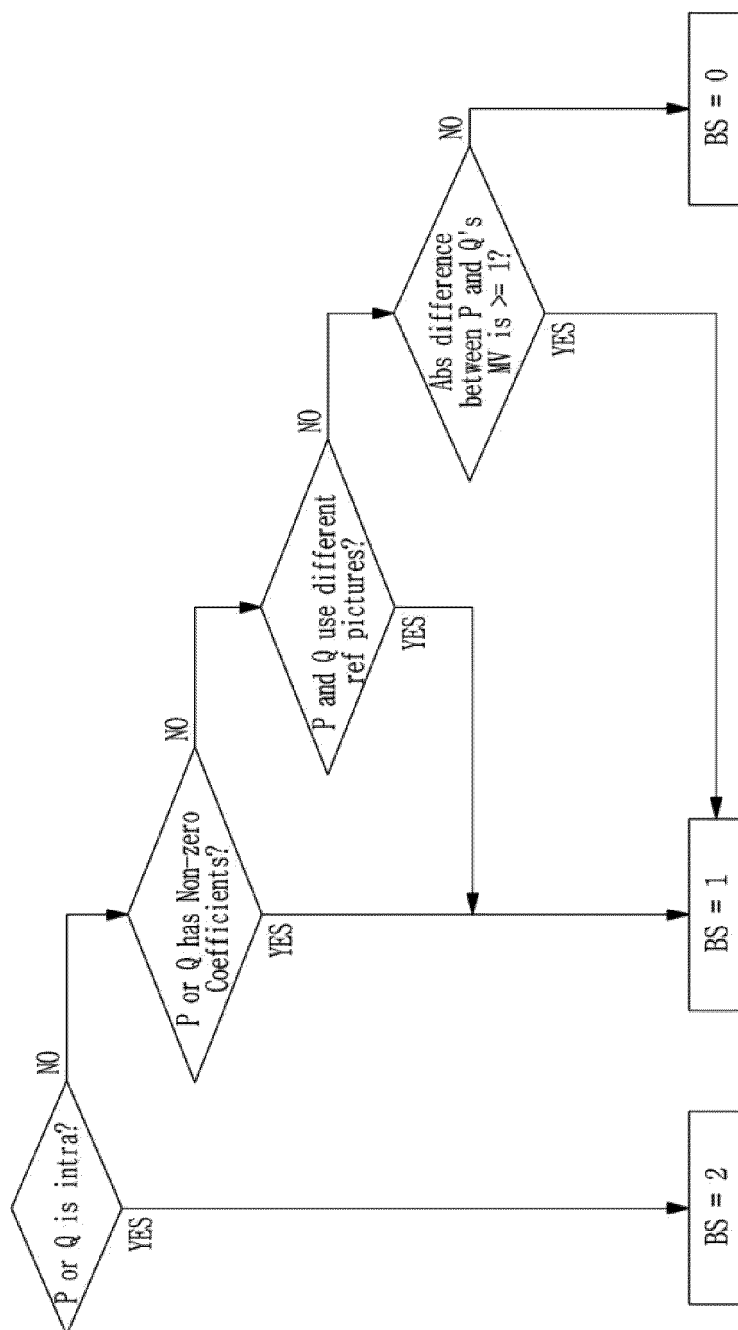 P or Q is intra?
NO
YES
P or Q has Non-zero
Coefficients?
NO
YES
P and Q use different
ref pictures?
NO
YES
Abs difference
between P and Q's
MV is >= 1?
NO
YES
BS = 2
BS = 1
BS = 0